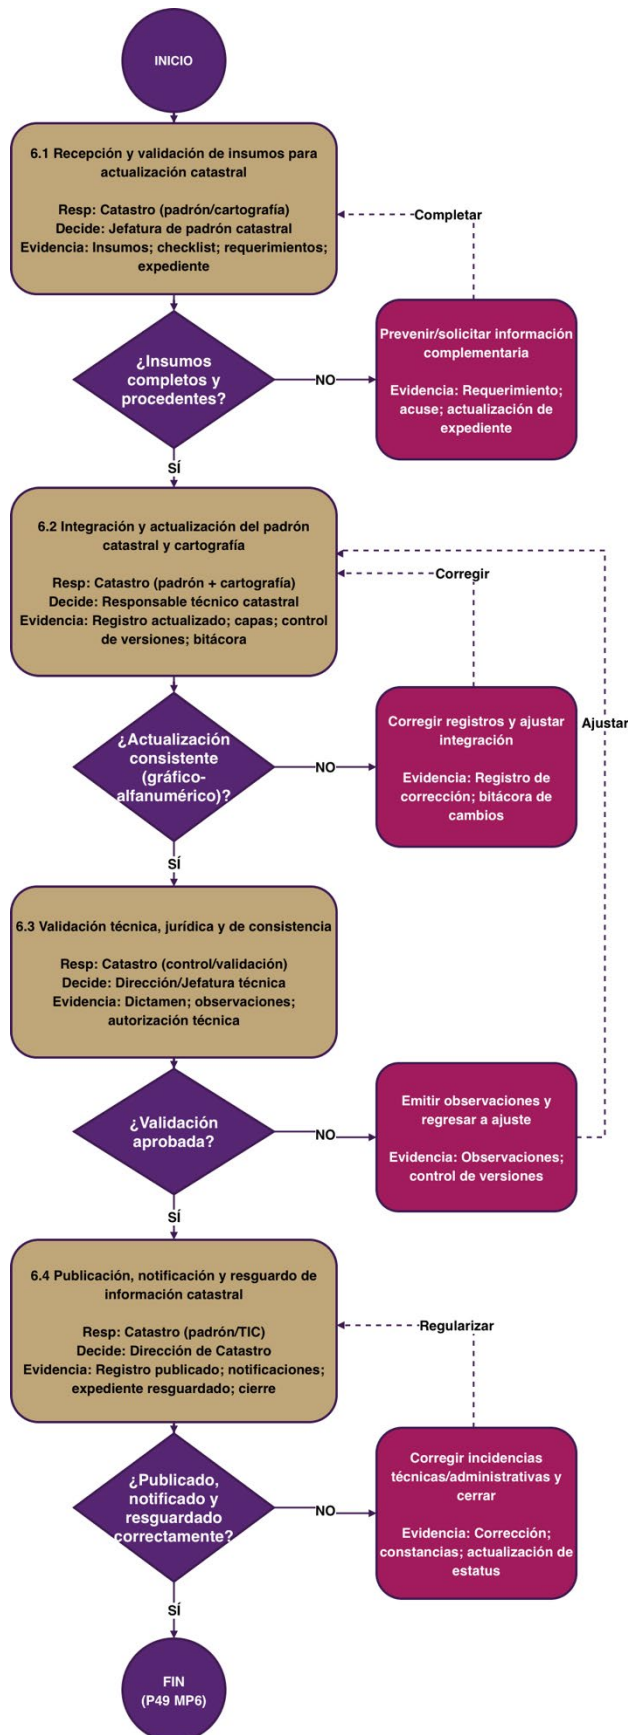 INICIO
6.1 Recepción y validación de insumos para
actualización catastral
Resp: Catastro (padrón/cartografía)
Decide: Jefatura de padrón catastral
Evidencia: Insumos; checklist; requerimientos;
expediente
Completar
¿Insumos
completos y
procedentes?
NO
Prevenir/solicitar información
complementaria
Evidencia: Requerimiento;
acuse; actualización de
expediente
SÍ
6.2 Integración y actualización del padrón
catastral y cartografía
Resp: Catastro (padrón + cartografía)
Decide: Responsable técnico catastral
Evidencia: Registro actualizado; capas; control
de versiones; bitácora
Corregir
¿Actualización
consistente
(gráfico-
alfanumérico)?
NO
Corregir registros y ajustar
integración
Evidencia: Registro de
corrección; bitácora de
cambios
Ajustar
SÍ
6.3 Validación técnica, jurídica y de consistencia
Resp: Catastro (control/validación)
Decide: Dirección/Jefatura técnica
Evidencia: Dictamen; observaciones;
autorización técnica
¿Validación
aprobada?
NO
Emitir observaciones y
regresar a ajuste
Evidencia: Observaciones;
control de versiones
SÍ
6.4 Publicación, notificación y resguardo de
información catastral
Resp: Catastro (padrón/TIC)
Decide: Dirección de Catastro
Evidencia: Registro publicado; notificaciones;
expediente resguardado; cierre
Regularizar
¿Publicado,
notificado y
resguardado
correctamente?
NO
Corregir incidencias
técnicas/administrativas y
cerrar
Evidencia: Corrección;
constancias; actualización de
estatus
SÍ
FIN
(P49 MP6)